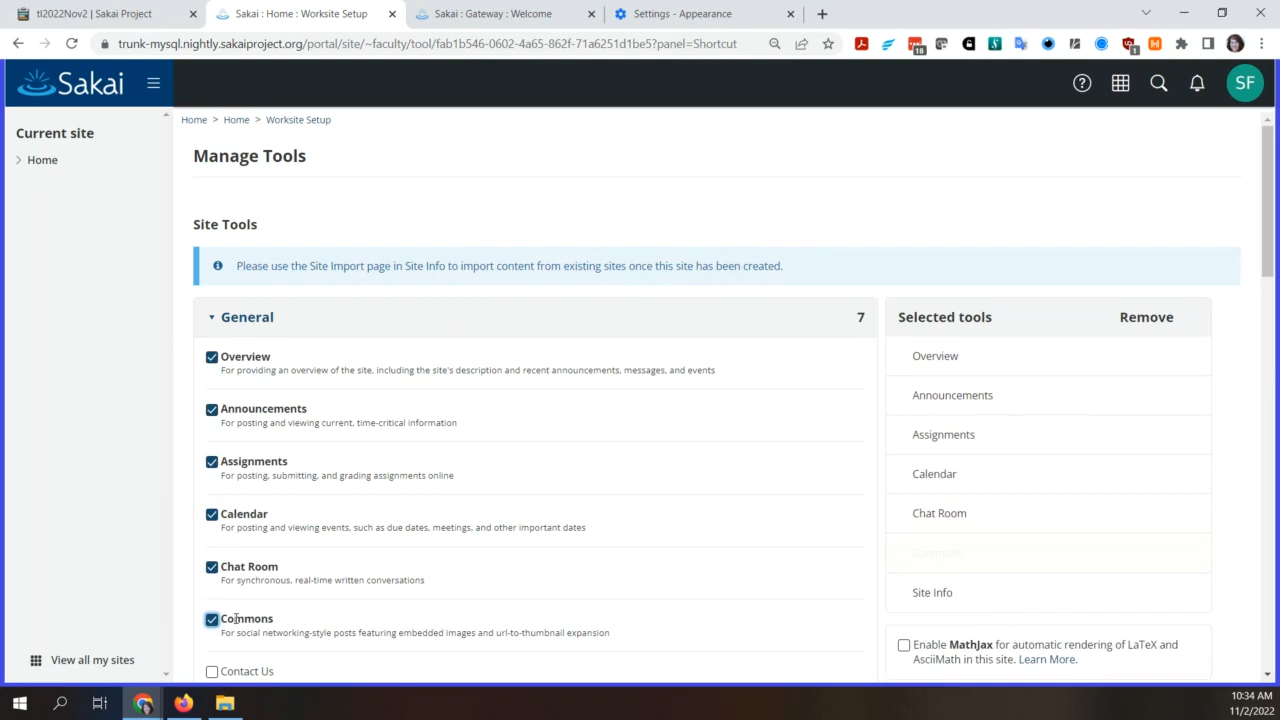 tl2022Nov2 | Sakai Project
Sakai : Home : Worksite Setup
Sakai : Gateway : Welcome
Settings - Appearance
trunk-mysql.nightly.sakaiproject.org/portal/site/~faculty/tool/fab1b546-0602-4a65-862f-71a6251d1be5?panel=Shortcut
18
1
Sakai
SF
Current site
Home
View all my sites
Home > Home > Worksite Setup
Manage Tools
Site Tools
Please use the Site Import page in Site Info to import content from existing sites once this site has been created.
General 7
Overview
For providing an overview of the site, including the site's description and recent announcements, messages, and events
Announcements
For posting and viewing current, time-critical information
Assignments
For posting, submitting, and grading assignments online
Calendar
For posting and viewing events, such as due dates, meetings, and other important dates
Chat Room
For synchronous, real-time written conversations
Commons
For social networking-style posts featuring embedded images and url-to-thumbnail expansion
Contact Us
Selected tools Remove
Overview
Announcements
Assignments
Calendar
Chat Room
Commons
Site Info
Enable MathJax for automatic rendering of LaTeX and
AsciiMath in this site. Learn More.
10:34 AM
11/2/2022